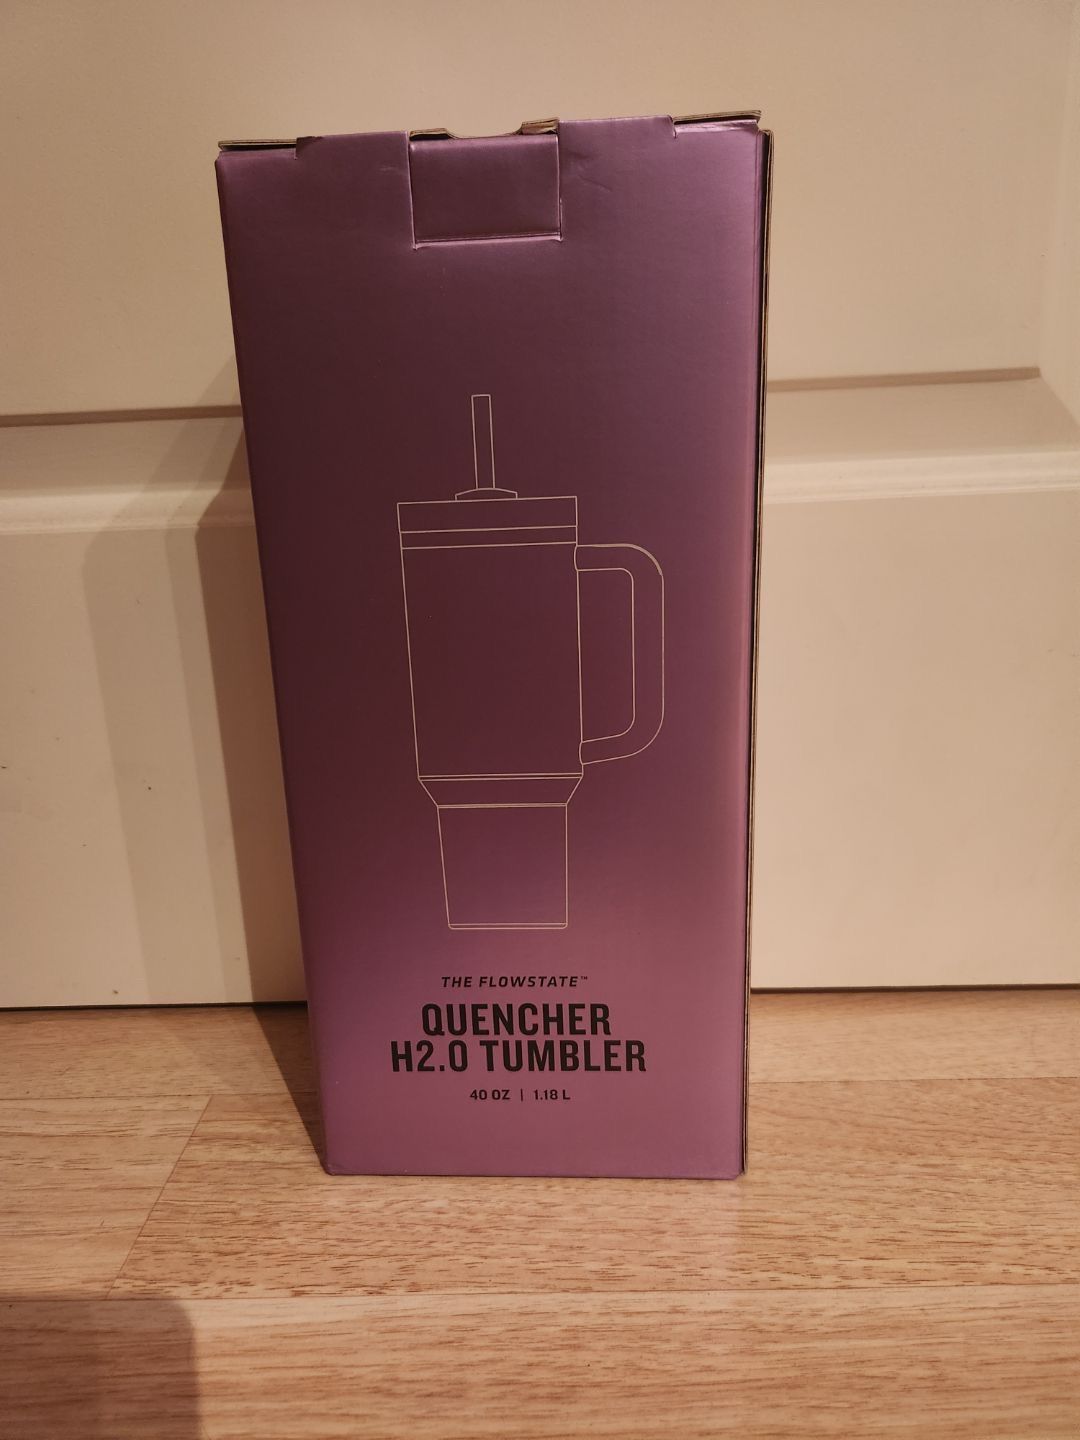 THE FLOWSTATE™
QUENCHER
H2.0 TUMBLER
40 OZ | 1.18 L